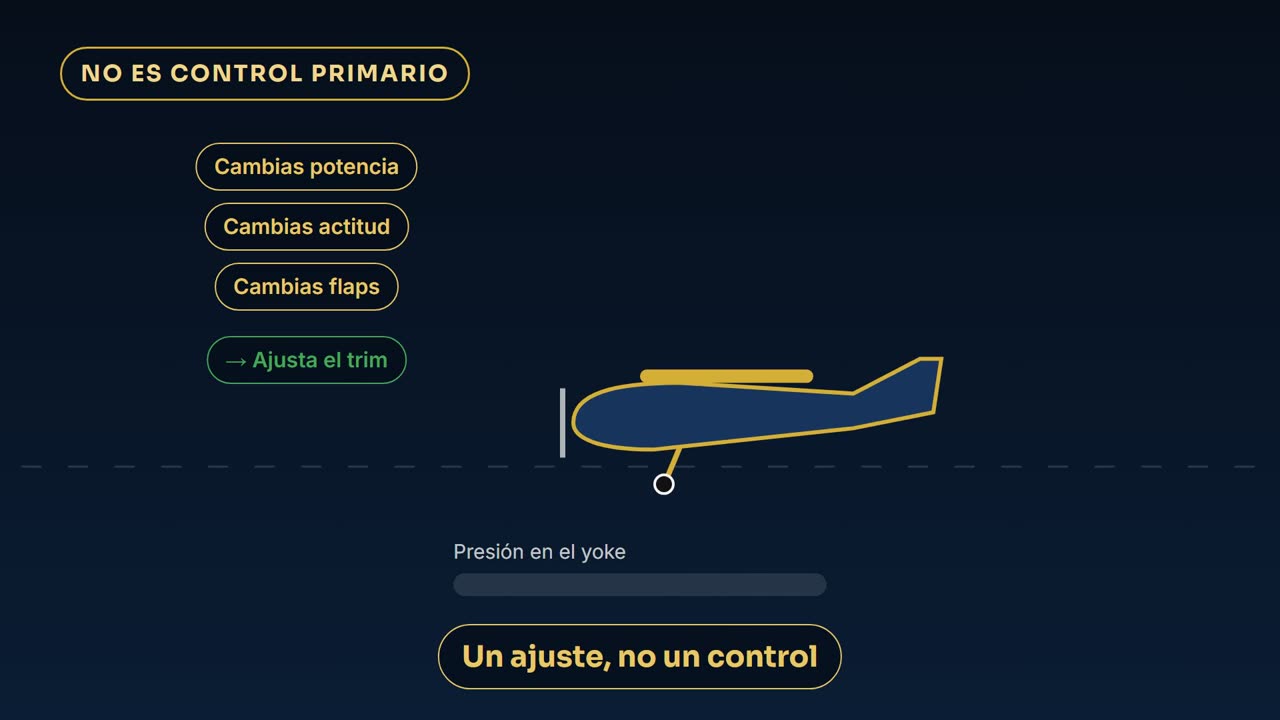 NO ES CONTROL PRIMARIO
Cambias potencia
Cambias actitud
Cambias flaps
→ Ajusta el trim
Presión en el yoke
Un ajuste, no un control